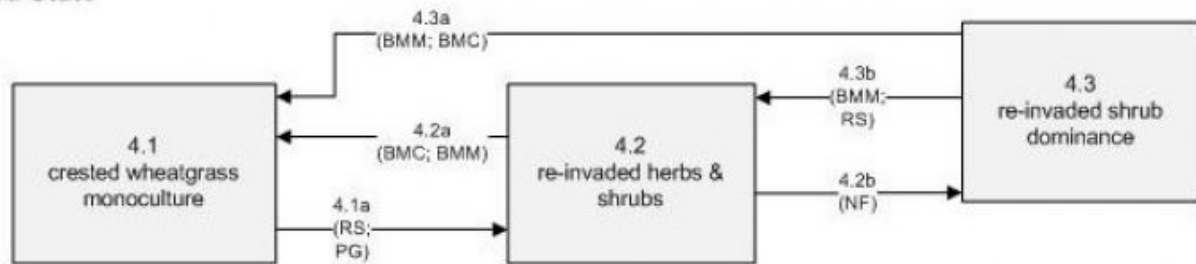 4.3a
(BMM; BMC)
4.3b
(BMM;
RS)
4.3
re-invaded shrub
dominance
4.2a
(BMC; BMM)
4.1
crested wheatgrass
monoculture
4.2
re-invaded herbs &
shrubs
4.1a
(RS;
PG)
4.2b
(NF)